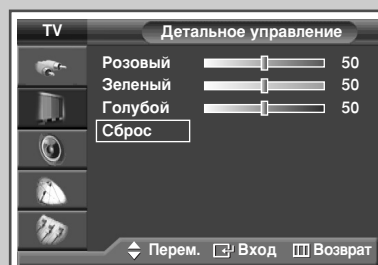 TV Детальное управление
Розовый 50
Зеленый 50
Голубой 50
Сброс
Перем. Вход Возврат